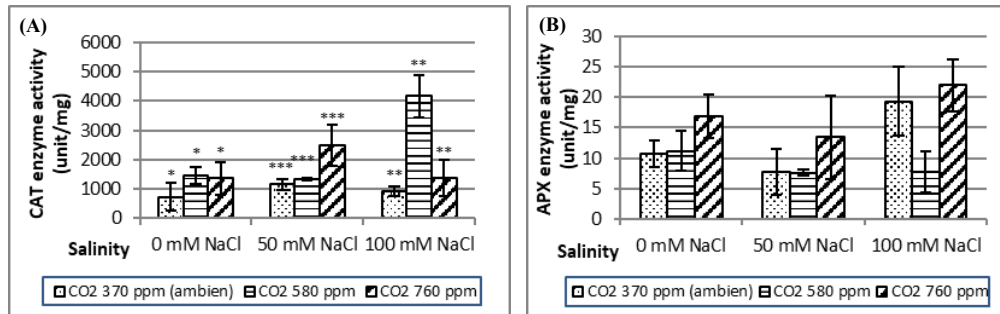 (A)
CAT enzyme activity
(unit/mg)
6000
5000
4000
3000
2000
1000
0
*
*
*
***
***
***
**
**
**
Salinity
0 mM NaCl
50 mM NaCl
100 mM NaCl
CO2 370 ppm (ambien)
CO2 580 ppm
CO2 760 ppm
(B)
APX enzyme activity
(unit/mg)
30
25
20
15
10
5
0
Salinity
0 mM NaCl
50 mM NaCl
100 mM NaCl
CO2 370 ppm (ambien)
CO2 580 ppm
CO2 760 ppm